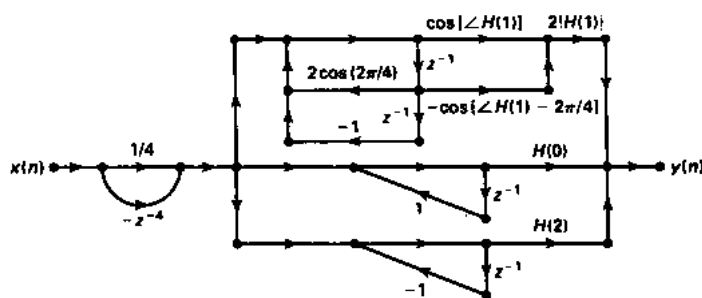 cos [∠H(1)] 2|H(1)|
2 cos (2π/4) z⁻¹
-cos[∠H(1) - 2π/4]
-1 z⁻¹
x(n) 1/4 H(0) y(n)
- z⁻⁴ 1 z⁻¹
H(2)
-1 z⁻¹